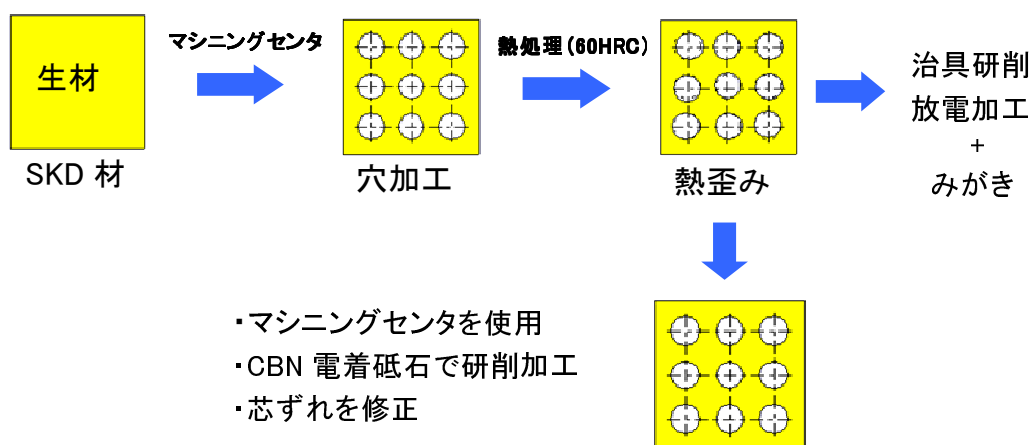 マシニングセンタ
熱処理(60HRC)
生材
SKD 材
穴加工
熱歪み
治具研削
放電加工
+
みがき
・マシニングセンタを使用
・CBN 電着砥石で研削加工
・芯ずれを修正